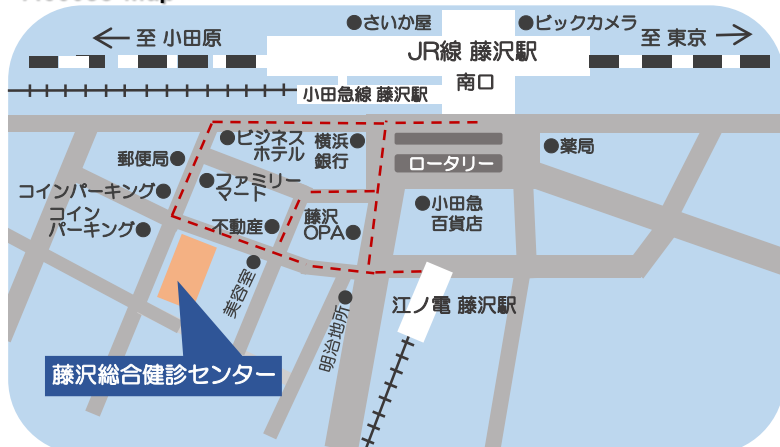 ●さいか屋
●ビックカメラ
至 小田原
JR線 藤沢駅
至 東京
南口
小田急線 藤沢駅
●ビジネス
ホテル
横浜●
銀行
郵便局●
ロータリー
●薬局
●ファミリー
マート
コインパーキング●
コイン
パーキング●
不動産●
藤沢
OPA●
●小田急
百貨店
美容室●
明治地所●
江ノ電 藤沢駅
藤沢総合健診センター